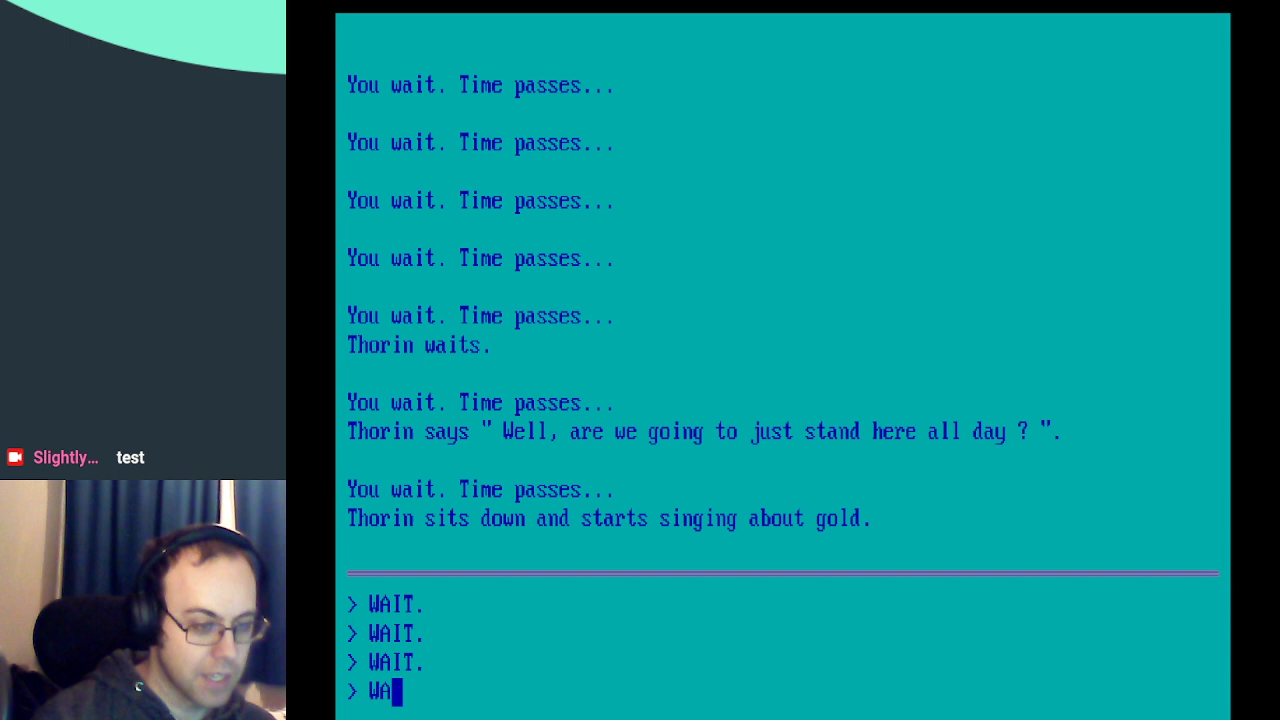 You wait. Time passes...
You wait. Time passes...
You wait. Time passes...
You wait. Time passes...
You wait. Time passes...
Thorin waits.
You wait. Time passes...
Thorin says " Well, are we going to just stand here all day ? ".
You wait. Time passes...
Thorin sits down and starts singing about gold.
> WAIT.
> WAIT.
> WAIT.
> WA
Slightly… test